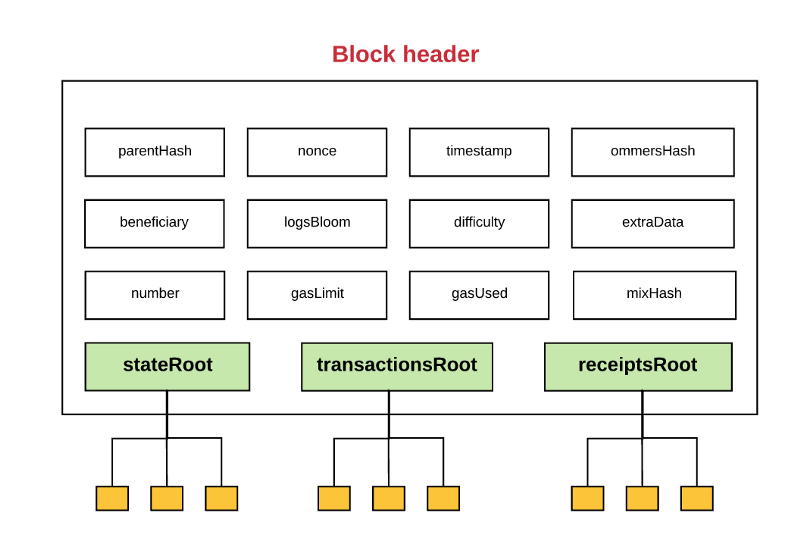 Block header
parentHash
nonce
timestamp
ommersHash
beneficiary
logsBloom
difficulty
extraData
number
gasLimit
gasUsed
mixHash
stateRoot
transactionsRoot
receiptsRoot